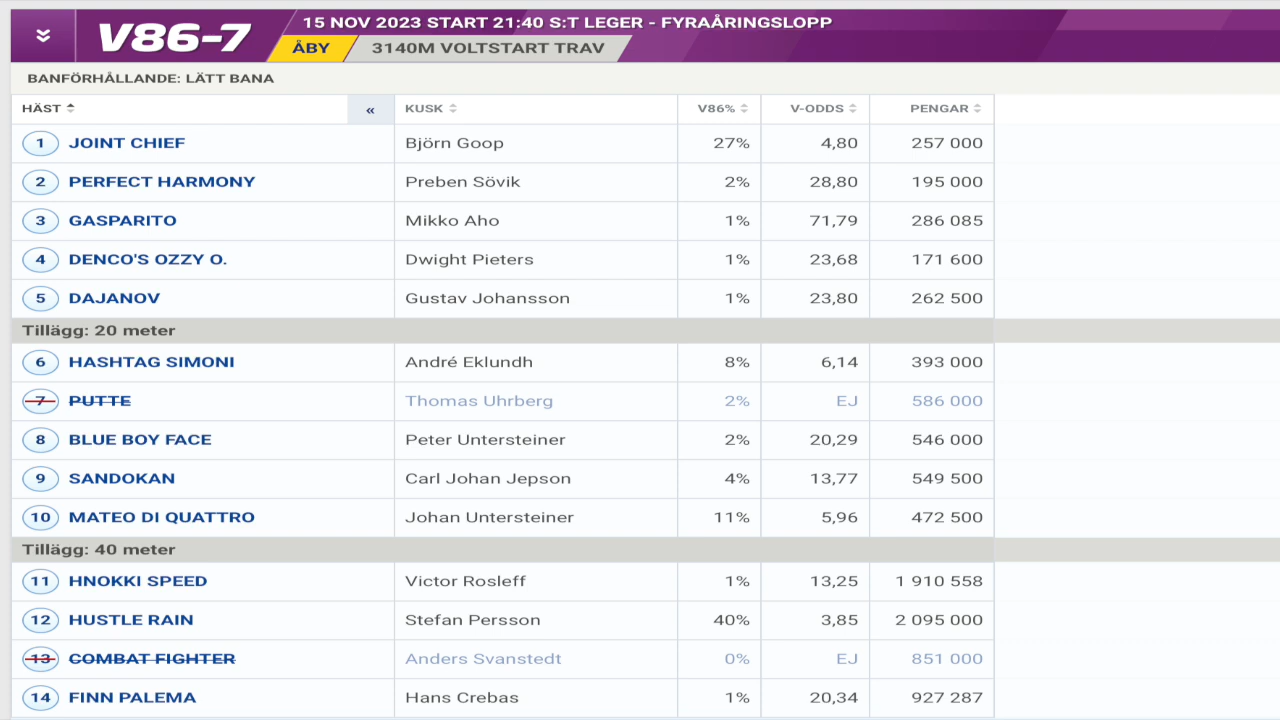 V86-7
15 NOV 2023 START 21:40 S:T LEGER - FYRAÅRINGSLOPP
ÅBY 3140M VOLTSTART TRAV
BANFÖRHÅLLANDE: LÄTT BANA
HÄST « KUSK V86% V-ODDS PENGAR
1 JOINT CHIEF Björn Goop 27% 4,80 257 000
2 PERFECT HARMONY Preben Sövik 2% 28,80 195 000
3 GASPARITO Mikko Aho 1% 71,79 286 085
4 DENCO'S OZZY O. Dwight Pieters 1% 23,68 171 600
5 DAJANOV Gustav Johansson 1% 23,80 262 500
Tillägg: 20 meter
6 HASHTAG SIMONI André Eklundh 8% 6,14 393 000
7 PUTTE Thomas Uhrberg 2% EJ 586 000
8 BLUE BOY FACE Peter Untersteiner 2% 20,29 546 000
9 SANDOKAN Carl Johan Jepson 4% 13,77 549 500
10 MATEO DI QUATTRO Johan Untersteiner 11% 5,96 472 500
Tillägg: 40 meter
11 HNOKKI SPEED Victor Rosleff 1% 13,25 1 910 558
12 HUSTLE RAIN Stefan Persson 40% 3,85 2 095 000
13 COMBAT FIGHTER Anders Svanstedt 0% EJ 851 000
14 FINN PALEMA Hans Crebas 1% 20,34 927 287